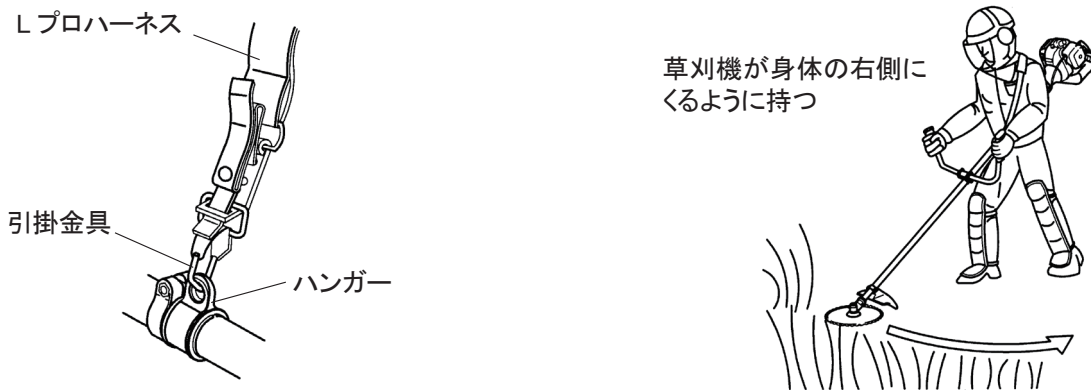 Lプロハーネス
引掛金具
ハンガー
草刈機が身体の右側に
くるように持つ